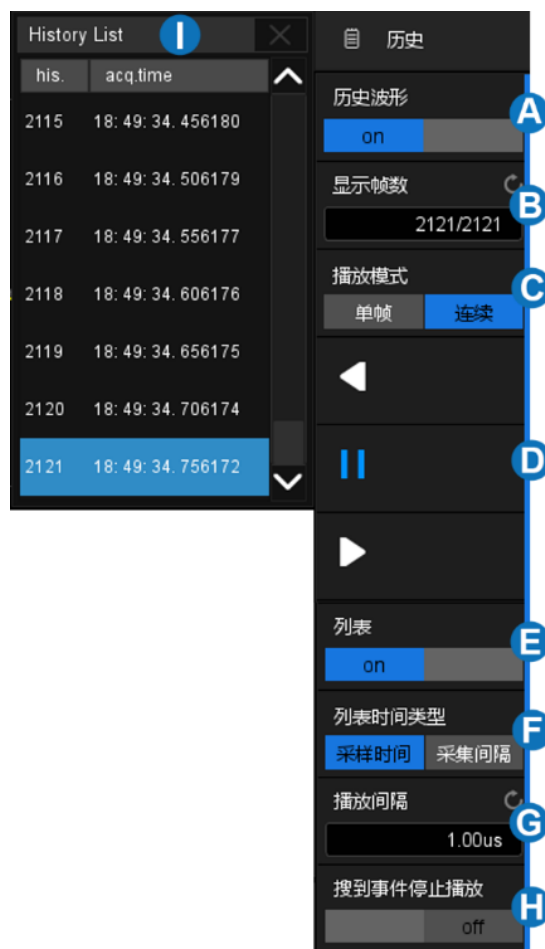 History List I
his. acq.time
2115 18: 49: 34. 456180
2116 18: 49: 34. 506179
2117 18: 49: 34. 556177
2118 18: 49: 34. 606176
2119 18: 49: 34. 656175
2120 18: 49: 34. 706174
2121 18: 49: 34. 756172
历史
历史波形
A
on
显示帧数
B
2121/2121
播放模式
C
单帧 连续
D
列表
E
on
列表时间类型
F
采样时间 采集间隔
播放间隔
G
1.00us
搜到事件停止播放
H
off